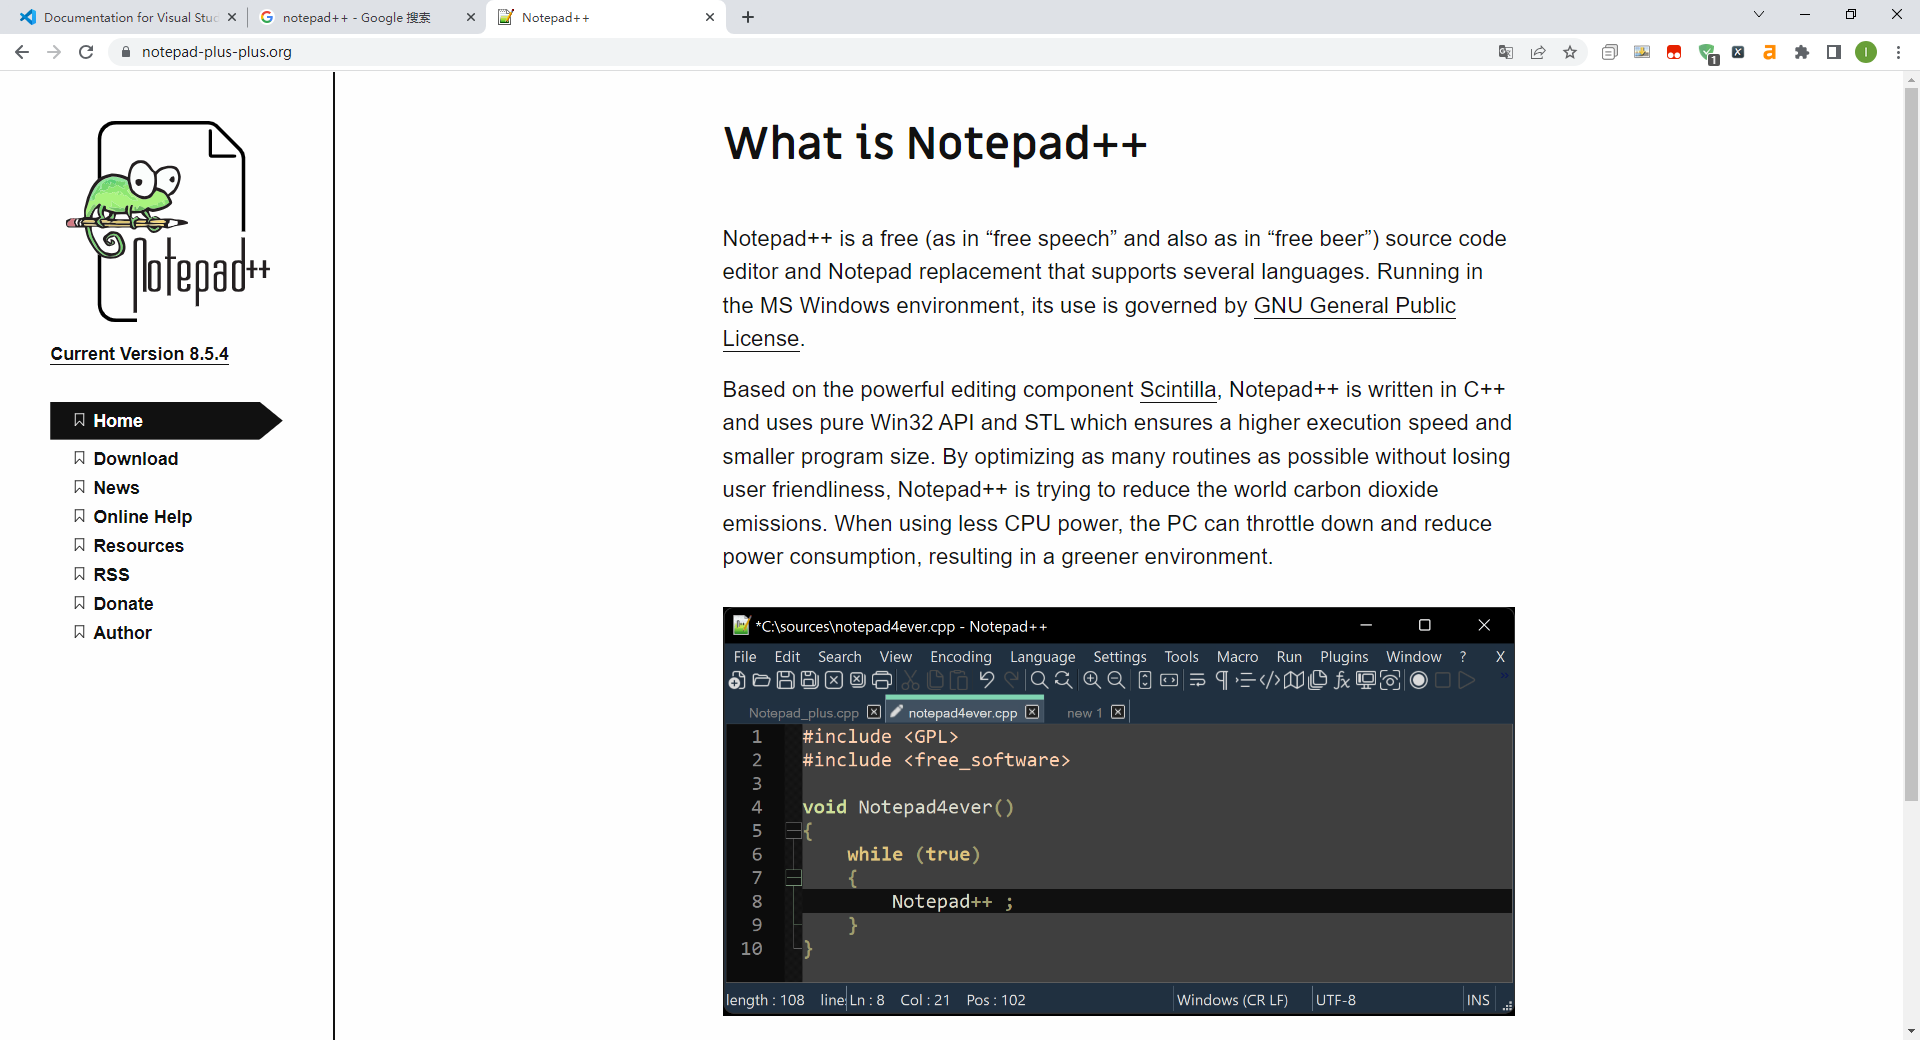 Documentation for Visual Stud
notepad++ - Google 搜索
Notepad++
notepad-plus-plus.org
1
I
Notepad++
Current Version 8.5.4
Home
Download
News
Online Help
Resources
RSS
Donate
Author
What is Notepad++
Notepad++ is a free (as in “free speech” and also as in “free beer”) source code
editor and Notepad replacement that supports several languages. Running in
the MS Windows environment, its use is governed by GNU General Public
License.
Based on the powerful editing component Scintilla, Notepad++ is written in C++
and uses pure Win32 API and STL which ensures a higher execution speed and
smaller program size. By optimizing as many routines as possible without losing
user friendliness, Notepad++ is trying to reduce the world carbon dioxide
emissions. When using less CPU power, the PC can throttle down and reduce
power consumption, resulting in a greener environment.
*C:\sources\notepad4ever.cpp - Notepad++
File Edit Search View Encoding Language Settings Tools Macro Run Plugins Window ? X
Notepad_plus.cpp notepad4ever.cpp new 1
1 #include <GPL>
2 #include <free_software>
3
4 void Notepad4ever()
5 {
6 while (true)
7 {
8 Notepad++ ;
9 }
10 }
length : 108 line Ln : 8 Col : 21 Pos : 102 Windows (CR LF) UTF-8 INS